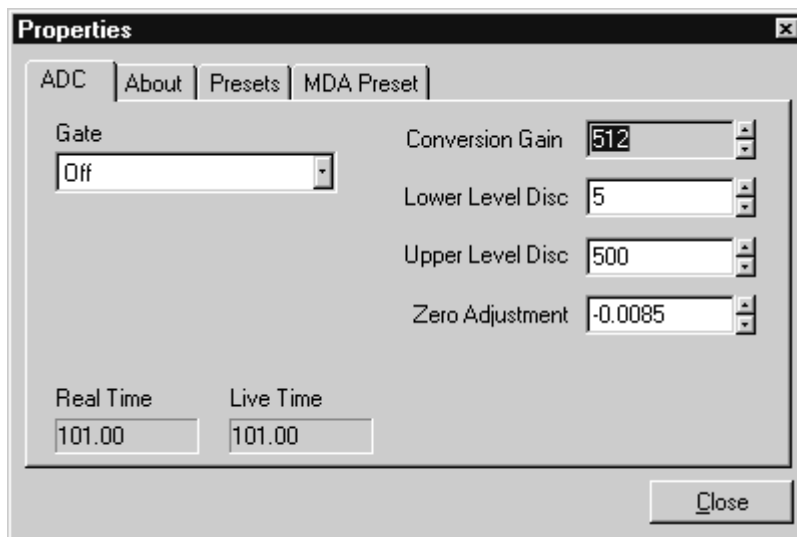 Properties
ADC About Presets MDA Preset
Gate
Off
Conversion Gain 512
Lower Level Disc 5
Upper Level Disc 500
Zero Adjustment -0.0085
Real Time Live Time
101.00 101.00
Close